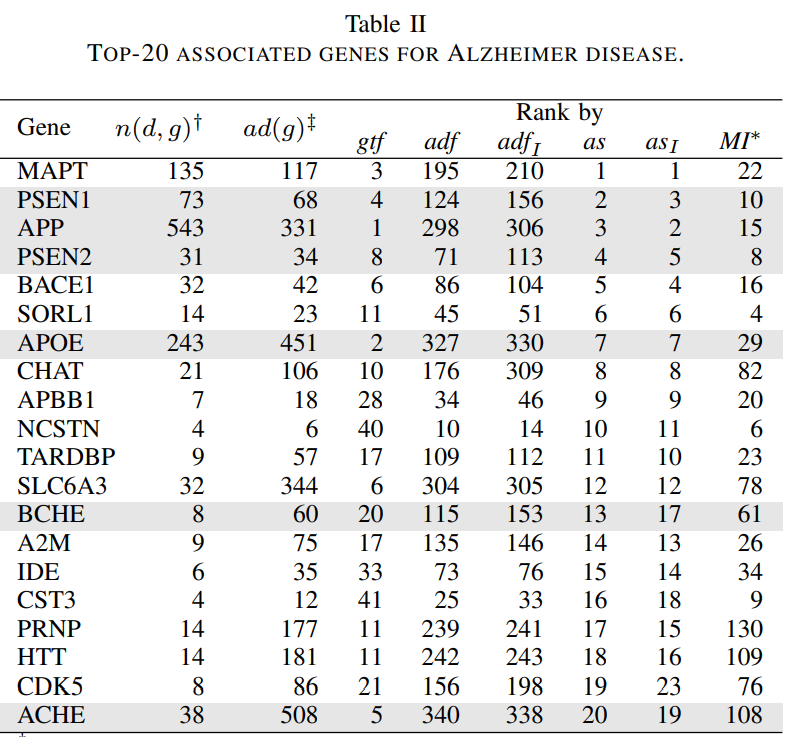 Table II
TOP-20 ASSOCIATED GENES FOR ALZHEIMER DISEASE.
Rank by
Gene n(d, g)† ad(g)‡ gtf adf adfI as asI MI*
MAPT 135 117 3 195 210 1 1 22
PSEN1 73 68 4 124 156 2 3 10
APP 543 331 1 298 306 3 2 15
PSEN2 31 34 8 71 113 4 5 8
BACE1 32 42 6 86 104 5 4 16
SORL1 14 23 11 45 51 6 6 4
APOE 243 451 2 327 330 7 7 29
CHAT 21 106 10 176 309 8 8 82
APBB1 7 18 28 34 46 9 9 20
NCSTN 4 6 40 10 14 10 11 6
TARDBP 9 57 17 109 112 11 10 23
SLC6A3 32 344 6 304 305 12 12 78
BCHE 8 60 20 115 153 13 17 61
A2M 9 75 17 135 146 14 13 26
IDE 6 35 33 73 76 15 14 34
CST3 4 12 41 25 33 16 18 9
PRNP 14 177 11 239 241 17 15 130
HTT 14 181 11 242 243 18 16 109
CDK5 8 86 21 156 198 19 23 76
ACHE 38 508 5 340 338 20 19 108